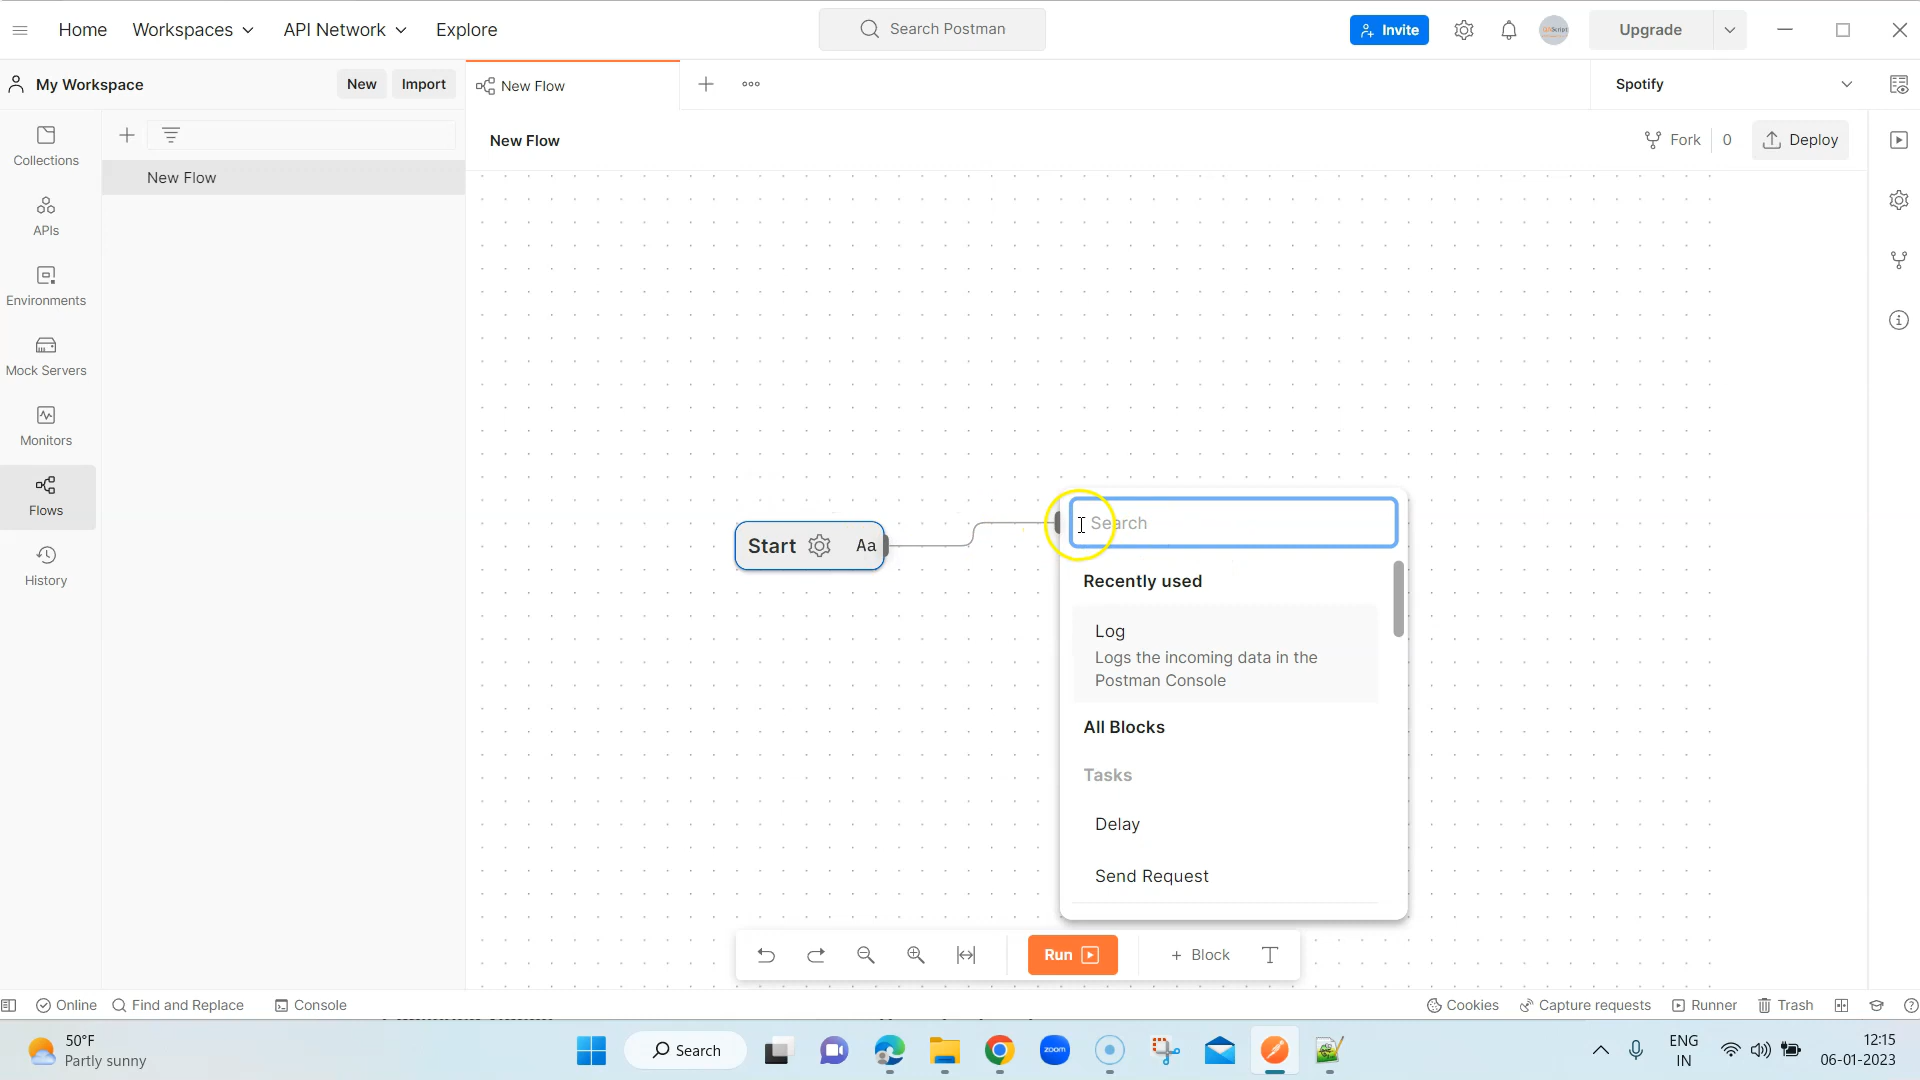 Home Workspaces API Network Explore Search Postman Invite Upgrade
My Workspace New Import New Flow Spotify
New Flow Fork 0 Deploy
Collections
New Flow
APIs
Environments
Mock Servers
Monitors
Flows
History
Start Aa
Search
Recently used
Log
Logs the incoming data in the
Postman Console
All Blocks
Tasks
Delay
Send Request
Run + Block T
Online Find and Replace Console Cookies Capture requests Runner Trash
50°F
Partly sunny
Search
zoom
ENG
IN
12:15
06-01-2023